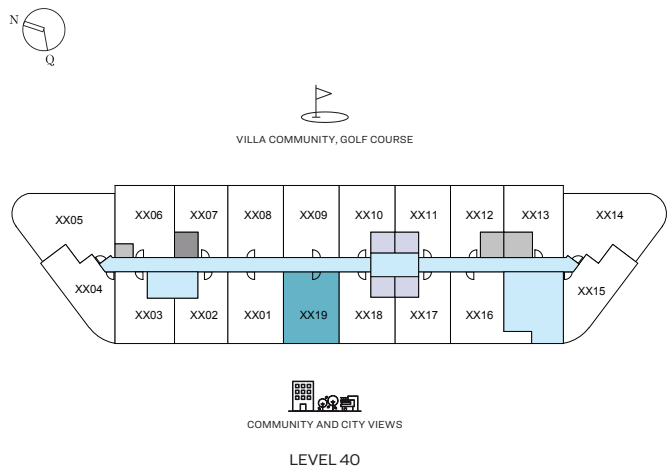 N
Q
VILLA COMMUNITY, GOLF COURSE
XX05 XX06 XX07 XX08 XX09 XX10 XX11 XX12 XX13 XX14
XX04 XX03 XX02 XX01 XX19 XX18 XX17 XX16 XX15
COMMUNITY AND CITY VIEWS
LEVEL 40